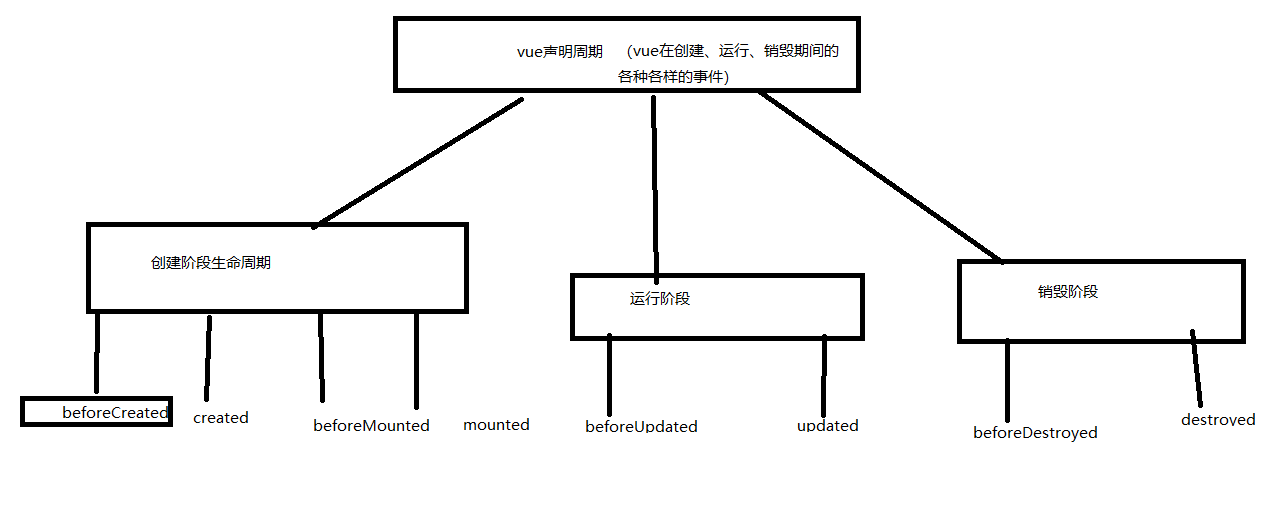 vue声明周期 （vue在创建、运行、销毁期间的
各种各样的事件）
创建阶段生命周期
运行阶段
销毁阶段
beforeCreated
created
beforeMounted
mounted
beforeUpdated
updated
beforeDestroyed
destroyed